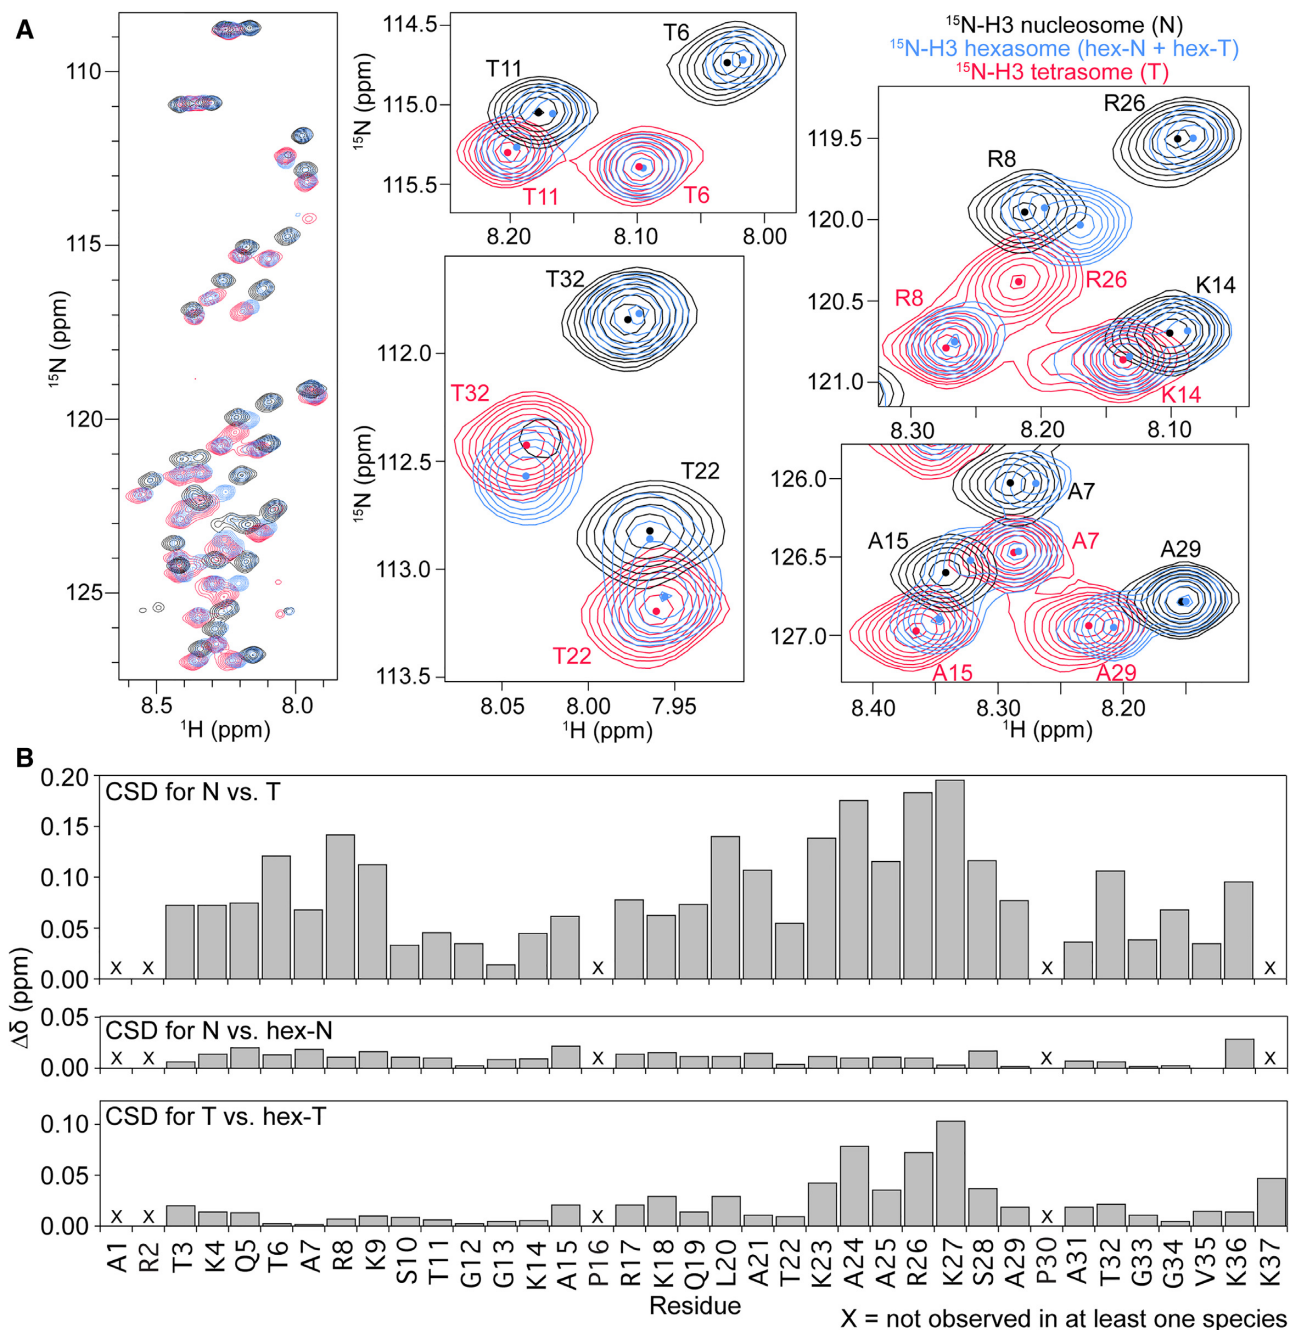 A
110
115
120
125
15N (ppm)
8.5
8.0
1H (ppm)
114.5
115.0
115.5
15N (ppm)
T6
T11
T11
T6
8.20
8.10
8.00
112.0
112.5
113.0
113.5
15N (ppm)
T32
T32
T22
T22
8.05
8.00
7.95
1H (ppm)
15N-H3 nucleosome (N)
15N-H3 hexasome (hex-N + hex-T)
15N-H3 tetrasome (T)
119.5
120.0
120.5
121.0
R26
R8
R8
R26
K14
K14
8.30
8.20
8.10
126.0
126.5
127.0
A7
A15
A7
A29
A15
A29
8.40
8.30
8.20
1H (ppm)
B
CSD for N vs. T
0.20
0.15
0.10
0.05
0.00
X X X X X
CSD for N vs. hex-N
0.05
0.00
X X X X X
CSD for T vs. hex-T
0.10
0.05
0.00
X X X X
Δδ (ppm)
A1 R2 T3 K4 Q5 T6 A7 R8 K9 S10 T11 G12 G13 K14 A15 P16 R17 K18 Q19 L20 A21 T22 K23 A24 A25 R26 K27 S28 A29 P30 A31 T32 G33 G34 V35 K36 K37
Residue
X = not observed in at least one species